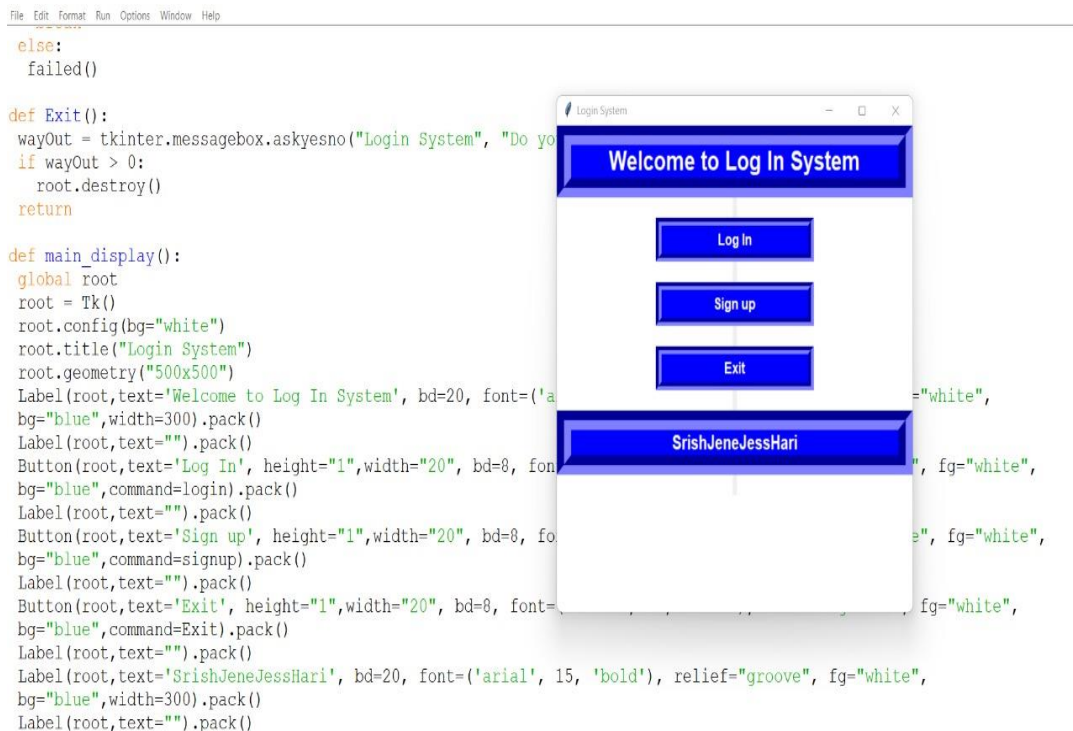 File Edit Format Run Options Window Help
else:
failed()
def Exit():
wayOut = tkinter.messagebox.askyesno("Login System", "Do yo
if wayOut > 0:
root.destroy()
return
def main_display():
global root
root = Tk()
root.config(bg="white")
root.title("Login System")
root.geometry("500x500")
Label(root,text='Welcome to Log In System', bd=20, font=('a ="white",
bg="blue",width=300).pack()
Label(root,text="").pack()
Button(root,text='Log In', height="1",width="20", bd=8, fon ", fg="white",
bg="blue",command=login).pack()
Label(root,text="").pack()
Button(root,text='Sign up', height="1",width="20", bd=8, fo e", fg="white",
bg="blue",command=signup).pack()
Label(root,text="").pack()
Button(root,text='Exit', height="1",width="20", bd=8, font= , fg="white",
bg="blue",command=Exit).pack()
Label(root,text="").pack()
Label(root,text='SrishJeneJessHari', bd=20, font=('arial', 15, 'bold'), relief="groove", fg="white",
bg="blue",width=300).pack()
Label(root,text="").pack()
Login System
Welcome to Log In System
Log In
Sign up
Exit
SrishJeneJessHari